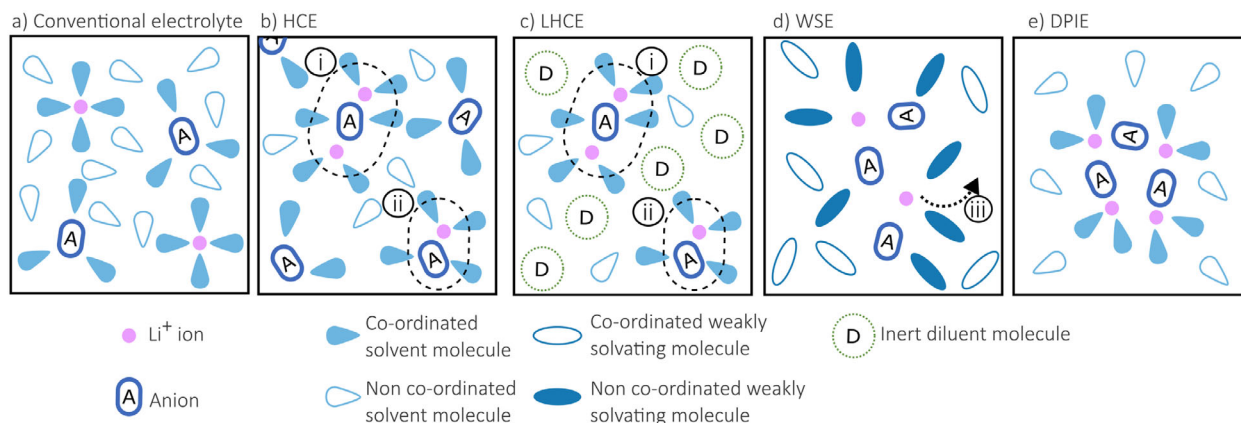 a) Conventional electrolyte
b) HCE
c) LHCE
d) WSE
e) DPIE
A
A
A
i
A
A
ii
A
A
D
D
i
A
D
D
D
ii
A
D
A
A
iii
A
A
A
A
Li+ ion
Co-ordinated
solvent molecule
Co-ordinated weakly
solvating molecule
D
Inert diluent molecule
A
Anion
Non co-ordinated
solvent molecule
Non co-ordinated weakly
solvating molecule